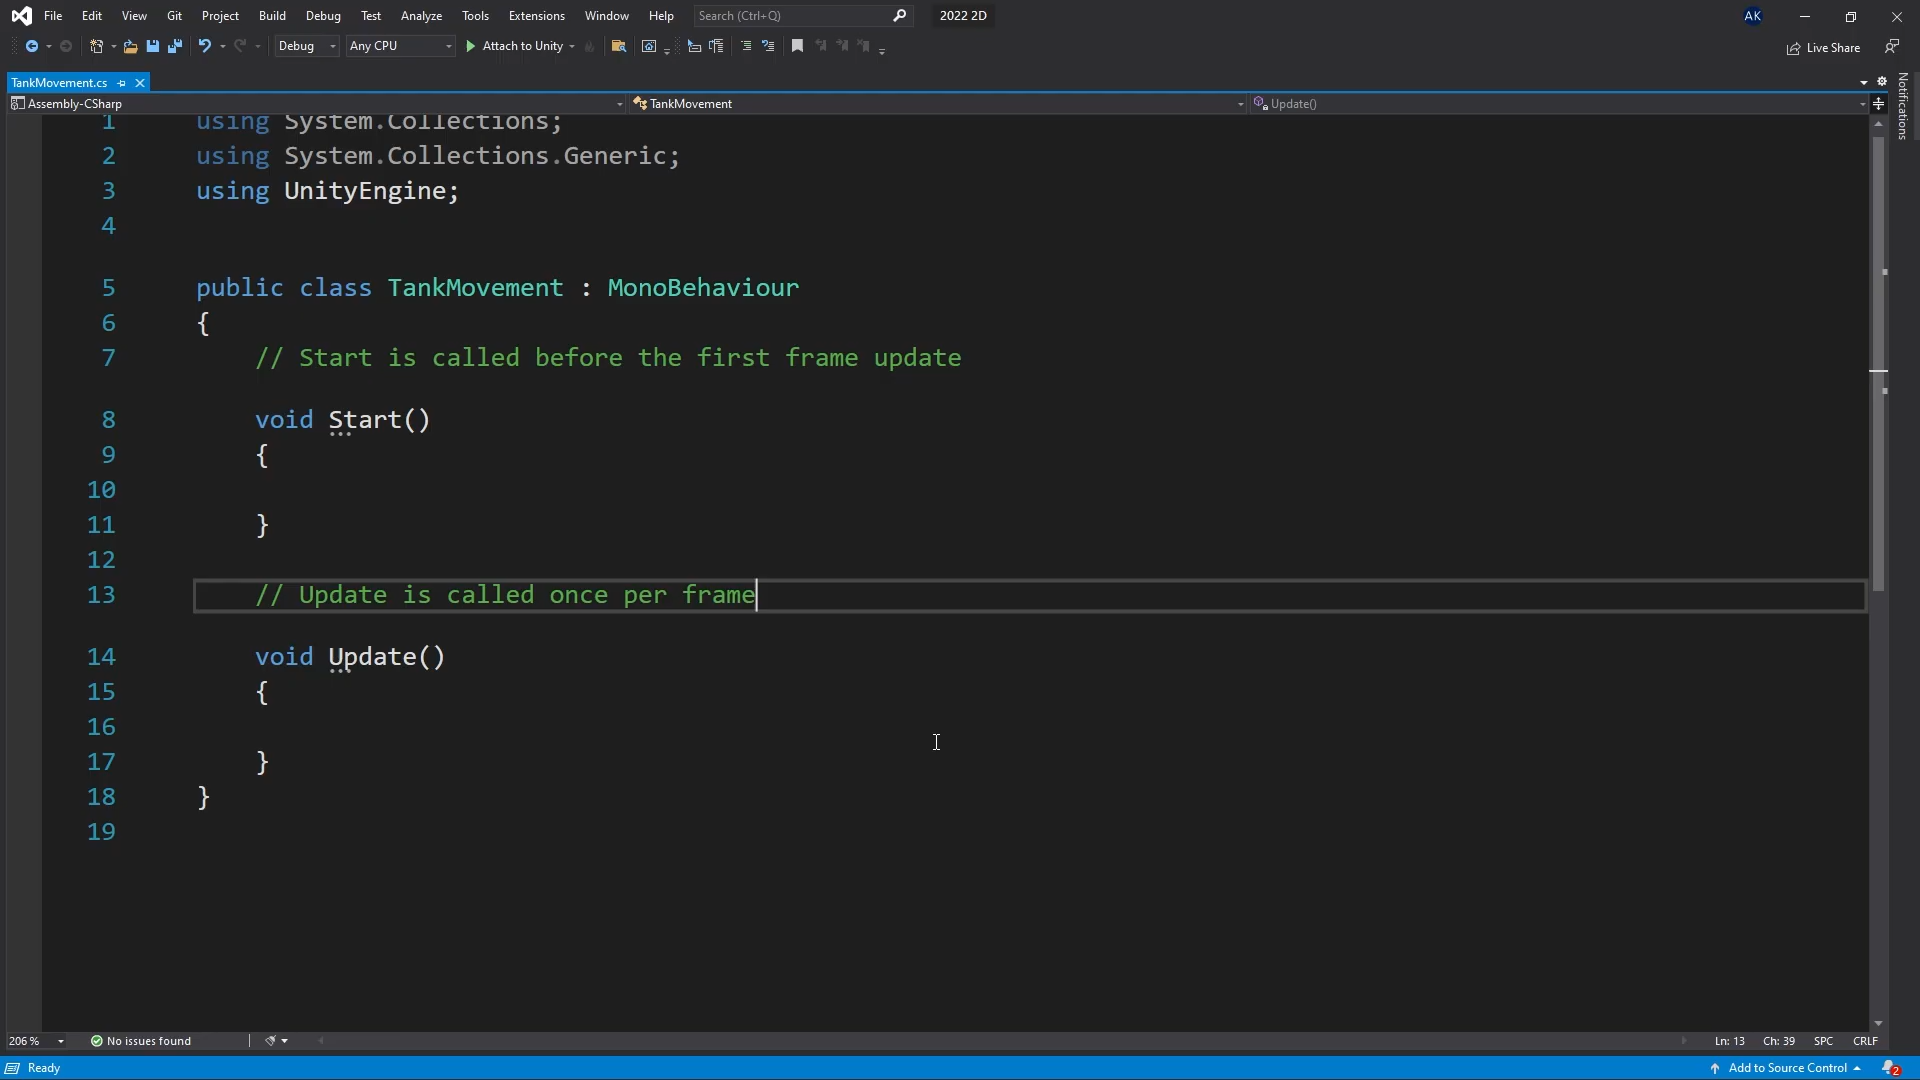 File Edit View Git Project Build Debug Test Analyze Tools Extensions Window Help Search (Ctrl+Q) 2022 2D AK
Debug Any CPU Attach to Unity Live Share
TankMovement.cs
Assembly-CSharp TankMovement Update()
Notifications
1 using System.Collections;
2 using System.Collections.Generic;
3 using UnityEngine;
4
5 public class TankMovement : MonoBehaviour
6 {
7 // Start is called before the first frame update
8 void Start()
9 {
10
11 }
12
13 // Update is called once per frame
14 void Update()
15 {
16
17 }
18 }
19
206 % No issues found Ln: 13 Ch: 39 SPC CRLF
Ready Add to Source Control 2